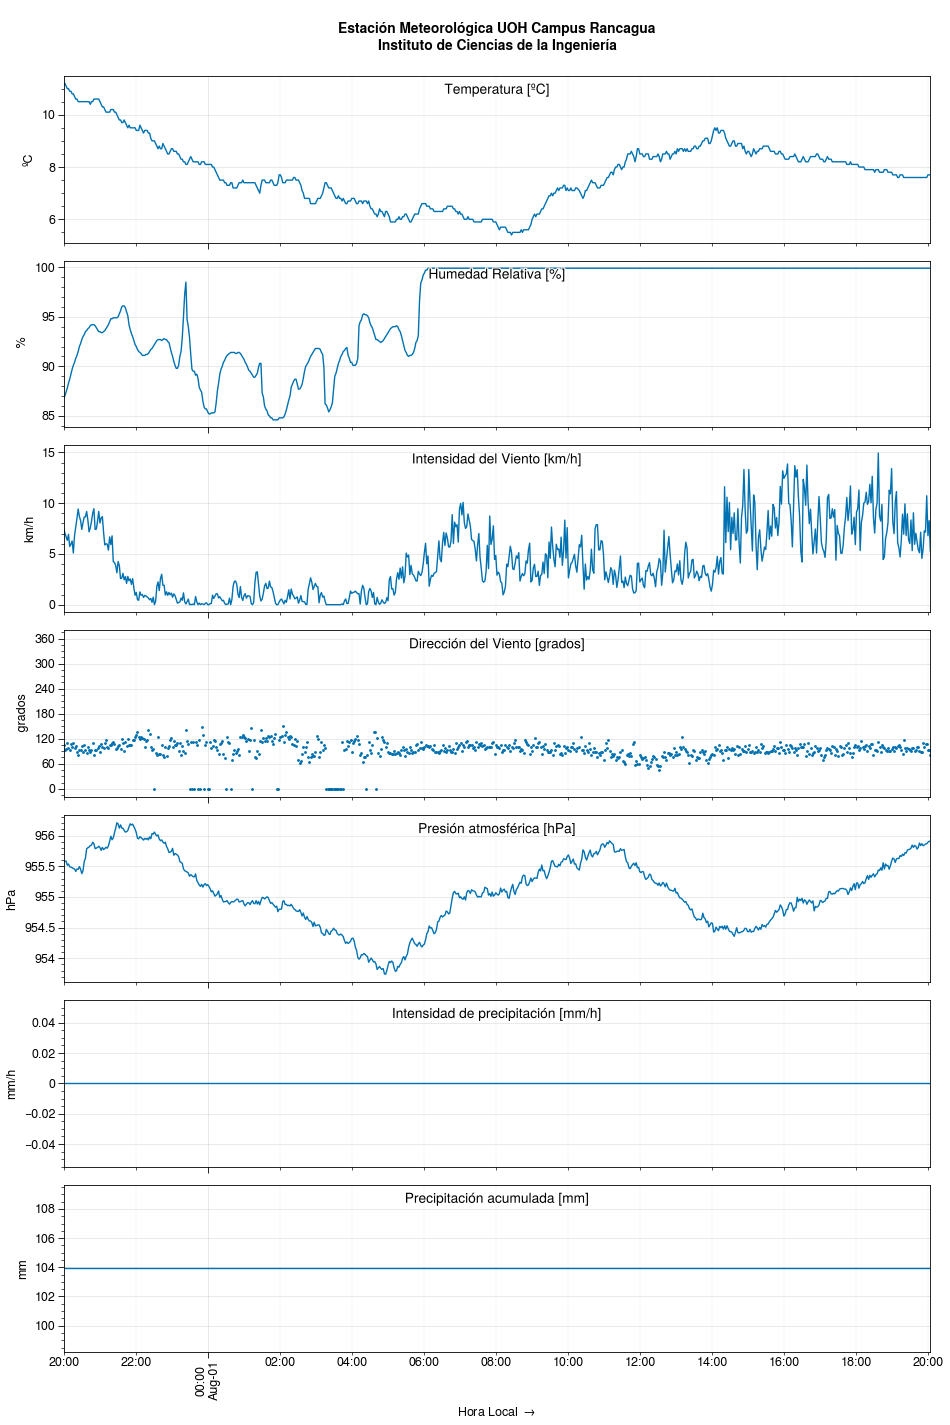 Estación Meteorológica UOH Campus Rancagua
Instituto de Ciencias de la Ingeniería
Temperatura [ºC]
ºC
10
8
6
Humedad Relativa [%]
%
100
95
90
85
Intensidad del Viento [km/h]
km/h
15
10
5
0
Dirección del Viento [grados]
grados
360
300
240
180
120
60
0
Presión atmosférica [hPa]
hPa
956
955.5
955
954.5
954
Intensidad de precipitación [mm/h]
mm/h
0.04
0.02
0
−0.02
−0.04
Precipitación acumulada [mm]
mm
108
106
104
102
100
20:00 22:00 00:00 02:00 04:00 06:00 08:00 10:00 12:00 14:00 16:00 18:00 20:00
Aug-01
Hora Local →